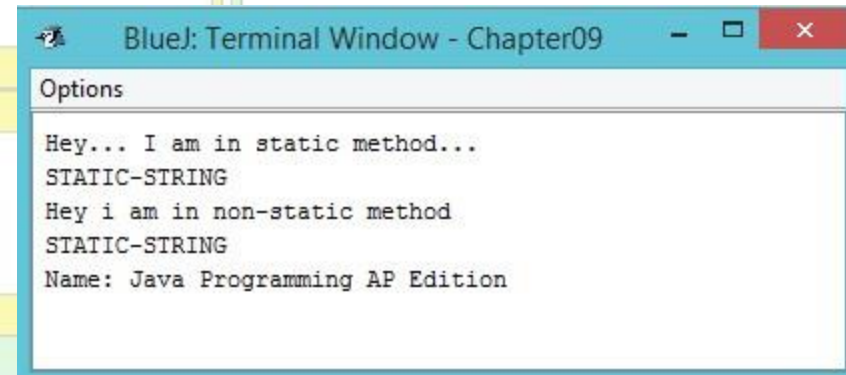 BlueJ: Terminal Window - Chapter09
Options
Hey... I am in static method...
STATIC-STRING
Hey i am in non-static method
STATIC-STRING
Name: Java Programming AP Edition